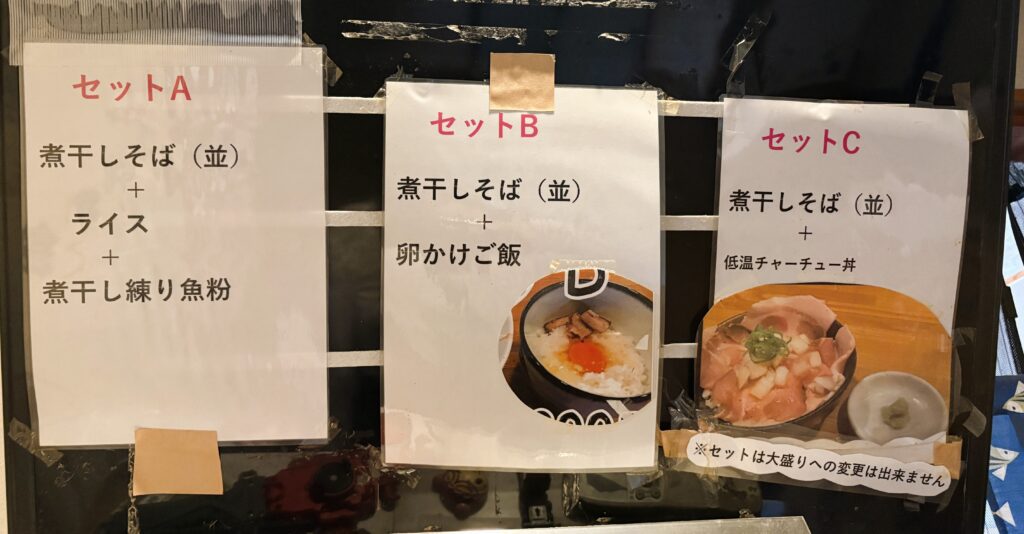 セットA
煮干しそば（並）
＋
ライス
＋
煮干し練り魚粉
セットB
煮干しそば（並）
＋
卵かけご飯
セットC
煮干しそば（並）
＋
低温チャーチュー丼
※セットは大盛りへの変更は出来ません